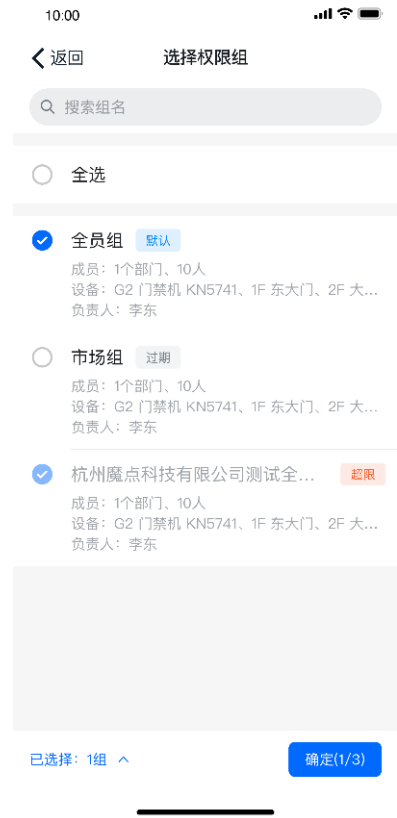 10:00
返回
选择权限组
搜索组名
全选
全员组 默认
成员：1个部门、10人
设备：G2 门禁机 KN5741、1F 东大门、2F 大...
负责人：李东
市场组 过期
成员：1个部门、10人
设备：G2 门禁机 KN5741、1F 东大门、2F 大...
负责人：李东
杭州魔点科技有限公司测试全... 超限
成员：1个部门、10人
设备：G2 门禁机 KN5741、1F 东大门、2F 大...
负责人：李东
已选择：1组 确定(1/3)